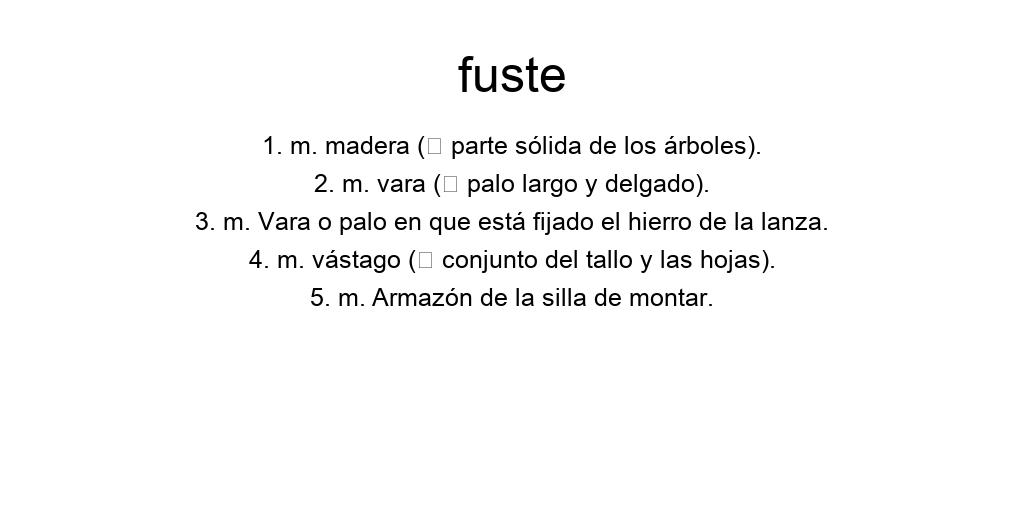 fuste
1. m. madera (▯ parte sólida de los árboles).
2. m. vara (▯ palo largo y delgado).
3. m. Vara o palo en que está fijado el hierro de la lanza.
4. m. vástago (▯ conjunto del tallo y las hojas).
5. m. Armazón de la silla de montar.